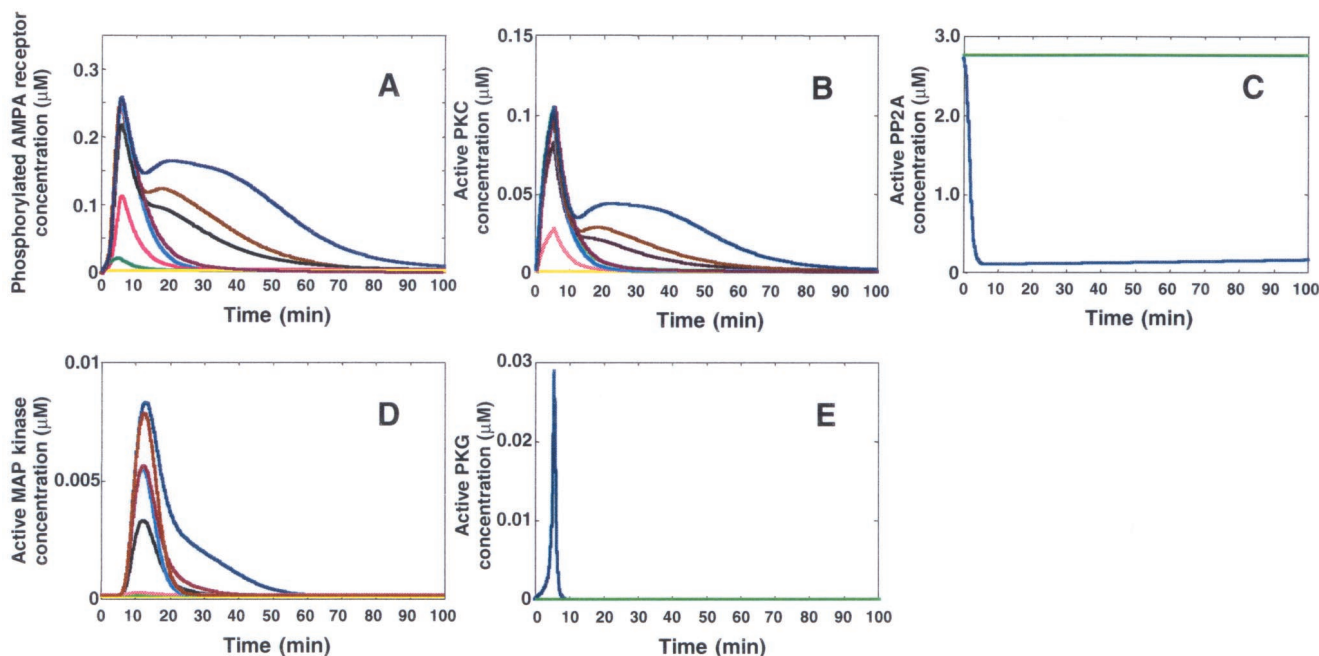 Phosphorylated AMPA receptor
concentration (μM)
0.3
0.2
0.1
0
A
0 10 20 30 40 50 60 70 80 90 100
Time (min)
Active PKC
concentration (μM)
0.15
0.1
0.05
0
B
0 10 20 30 40 50 60 70 80 90 100
Time (min)
Active PP2A
concentration (μM)
3.0
2.0
1.0
0
C
0 10 20 30 40 50 60 70 80 90 100
Time (min)
Active MAP kinase
concentration (μM)
0.01
0.005
0
D
0 10 20 30 40 50 60 70 80 90 100
Time (min)
Active PKG
concentration (μM)
0.03
0.02
0.01
0
E
0 10 20 30 40 50 60 70 80 90 100
Time (min)